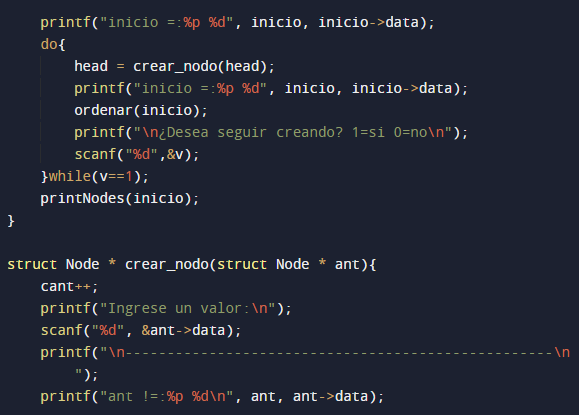 printf("inicio =:%p %d", inicio, inicio->data);
do{
head = crear_nodo(head);
printf("inicio =:%p %d", inicio, inicio->data);
ordenar(inicio);
printf("\n¿Desea seguir creando? 1=si 0=no\n");
scanf("%d",&v);
}while(v==1);
printNodes(inicio);
}
struct Node * crear_nodo(struct Node * ant){
cant++;
printf("Ingrese un valor:\n");
scanf("%d", &ant->data);
printf("\n---------------------------------------------------\n
");
printf("ant !=:%p %d\n", ant, ant->data);